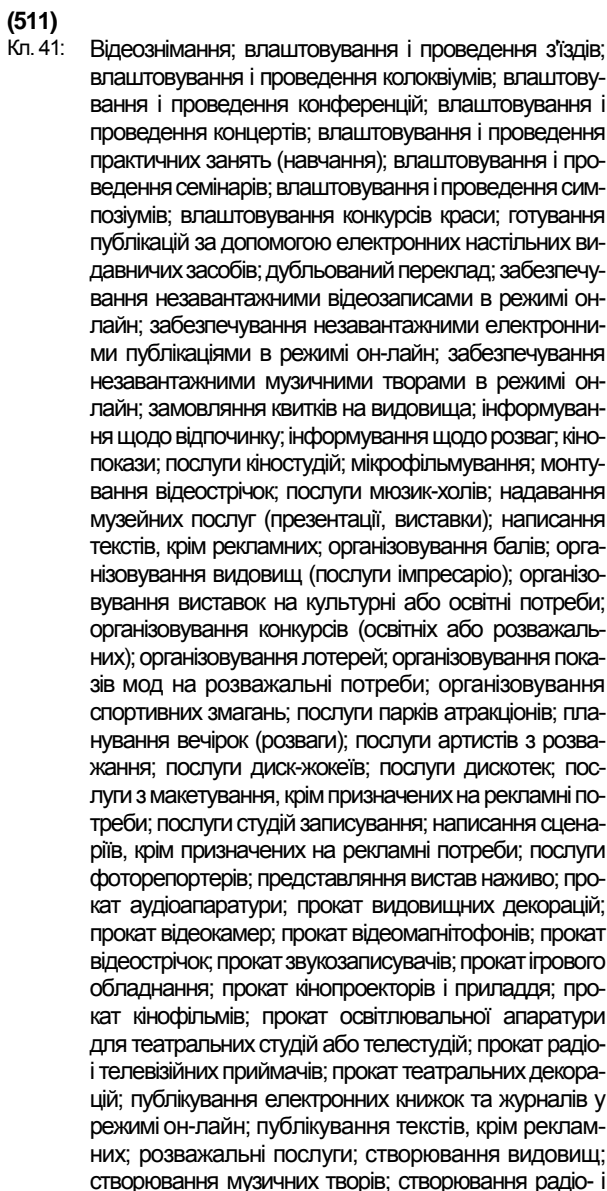 (511)
Кл. 41: Відеознімання; влаштовування і проведення з'їздів;
влаштовування і проведення колоквіумів; влаштову-
вання і проведення конференцій; влаштовування і
проведення концертів; влаштовування і проведення
практичних занять (навчання); влаштовування і про-
ведення семінарів; влаштовування і проведення сим-
позіумів; влаштовування конкурсів краси; готування
публікацій за допомогою електронних настільних ви-
давничих засобів; дубльований переклад; забезпечу-
вання незавантажними відеозаписами в режимі он-
лайн; забезпечування незавантажними електронни-
ми публікаціями в режимі он-лайн; забезпечування
незавантажними музичними творами в режимі он-
лайн; замовляння квитків на видовища; інформуван-
ня щодо відпочинку; інформування щодо розваг; кіно-
покази; послуги кіностудій; мікрофільмування; монту-
вання відеострічок; послуги мюзик-холів; надавання
музейних послуг (презентації, виставки); написання
текстів, крім рекламних; організовування балів; орга-
нізовування видовищ (послуги імпресаріо); організо-
вування виставок на культурні або освітні потреби;
організовування конкурсів (освітніх або розважаль-
них); організовування лотерей; організовування пока-
зів мод на розважальні потреби; організовування
спортивних змагань; послуги парків атракціонів; пла-
нування вечірок (розваги); послуги артистів з розва-
жання; послуги диск-жокеїв; послуги дискотек; пос-
луги з макетування, крім призначених на рекламні по-
треби; послуги студій записування; написання сцена-
ріїв, крім призначених на рекламні потреби; послуги
фоторепортерів; представляння вистав наживо; про-
кат аудіоапаратури; прокат видовищних декорацій;
прокат відеокамер; прокат відеомагнітофонів; прокат
відеострічок; прокат звукозаписувачів; прокат ігрового
обладнання; прокат кінопроекторів і приладдя; про-
кат кінофільмів; прокат освітлювальної апаратури
для театральних студій або телестудій; прокат радіо-
і телевізійних приймачів; прокат театральних декора-
цій; публікування електронних книжок та журналів у
режимі он-лайн; публікування текстів, крім реклам-
них; розважальні послуги; створювання видовищ;
створювання музичних творів; створювання радіо- і